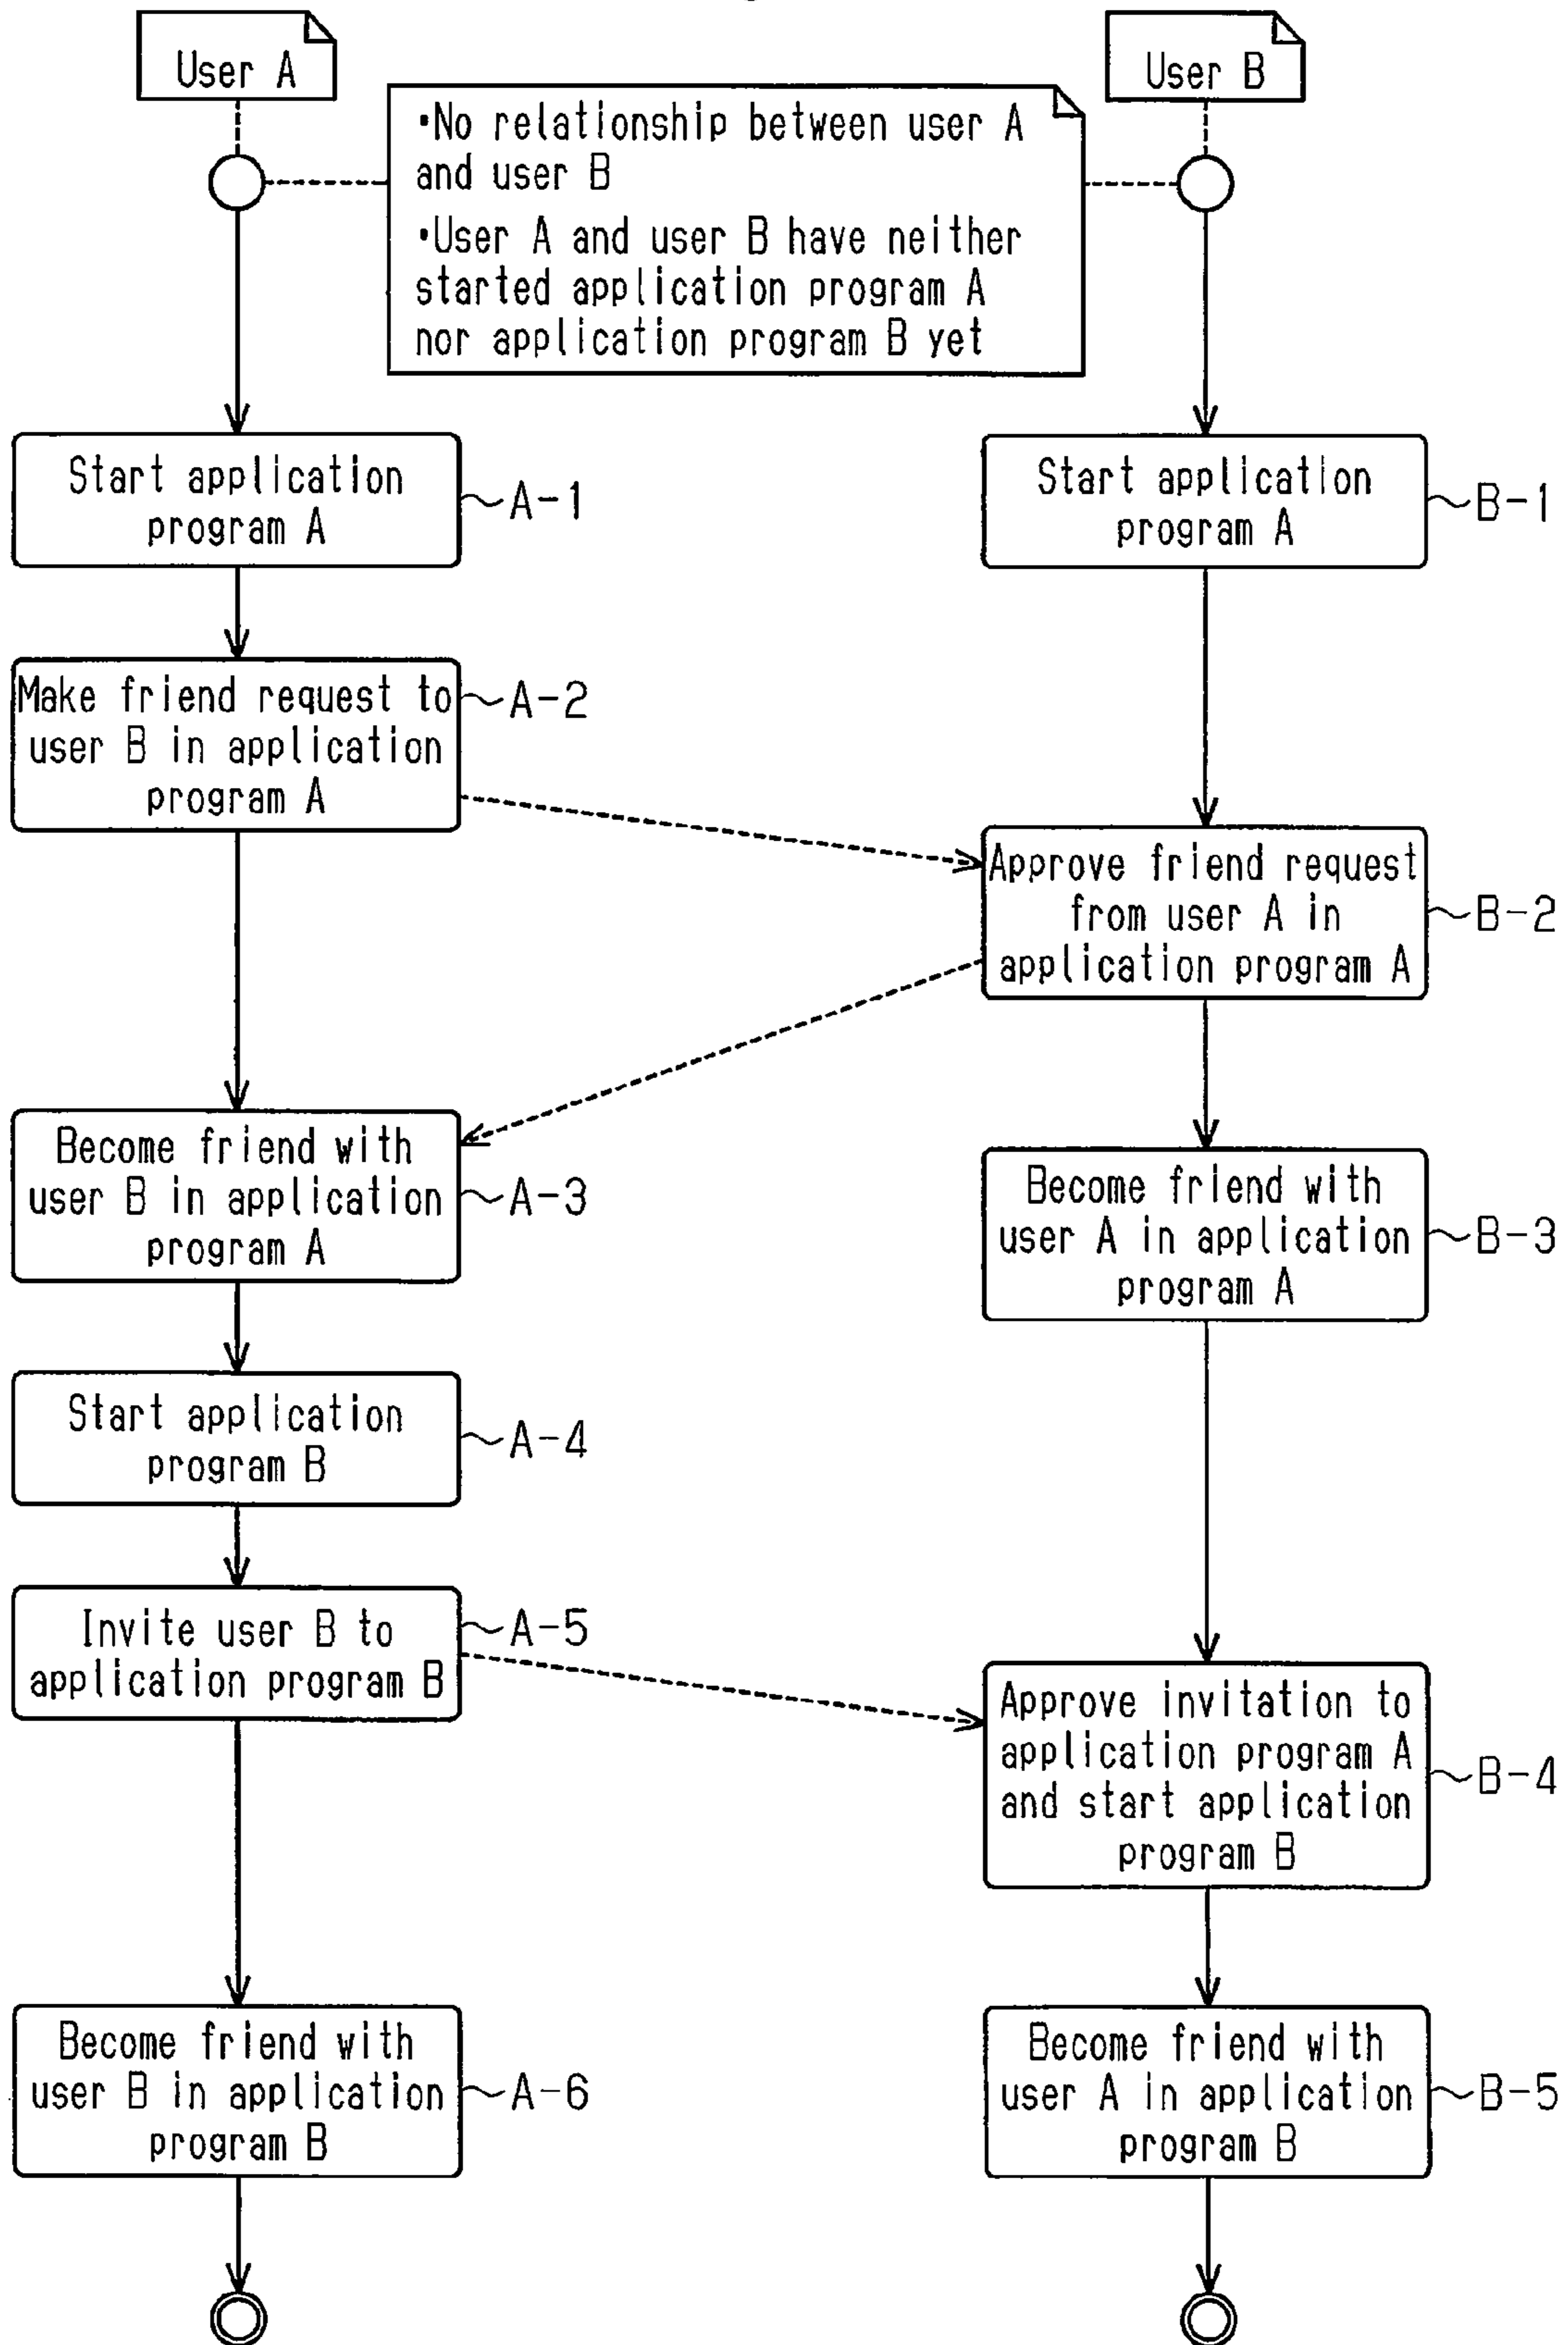 User A
User B
•No relationship between user A
and user B
•User A and user B have neither
started application program A
nor application program B yet
Start application
program A
A-1
Start application
program A
B-1
Make friend request to
user B in application
program A
A-2
Approve friend request
from user A in
application program A
B-2
Become friend with
user B in application
program A
A-3
Become friend with
user A in application
program A
B-3
Start application
program B
A-4
Invite user B to
application program B
A-5
Approve invitation to
application program A
and start application
program B
B-4
Become friend with
user B in application
program B
A-6
Become friend with
user A in application
program B
B-5